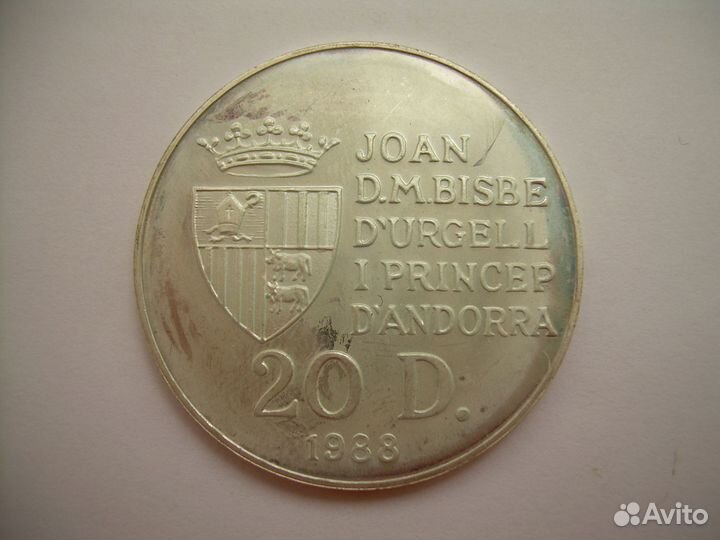 JOAN
D.M.BISBE
D'URGELL
I PRINCEP
D'ANDORRA
20 D.
1988
Avito